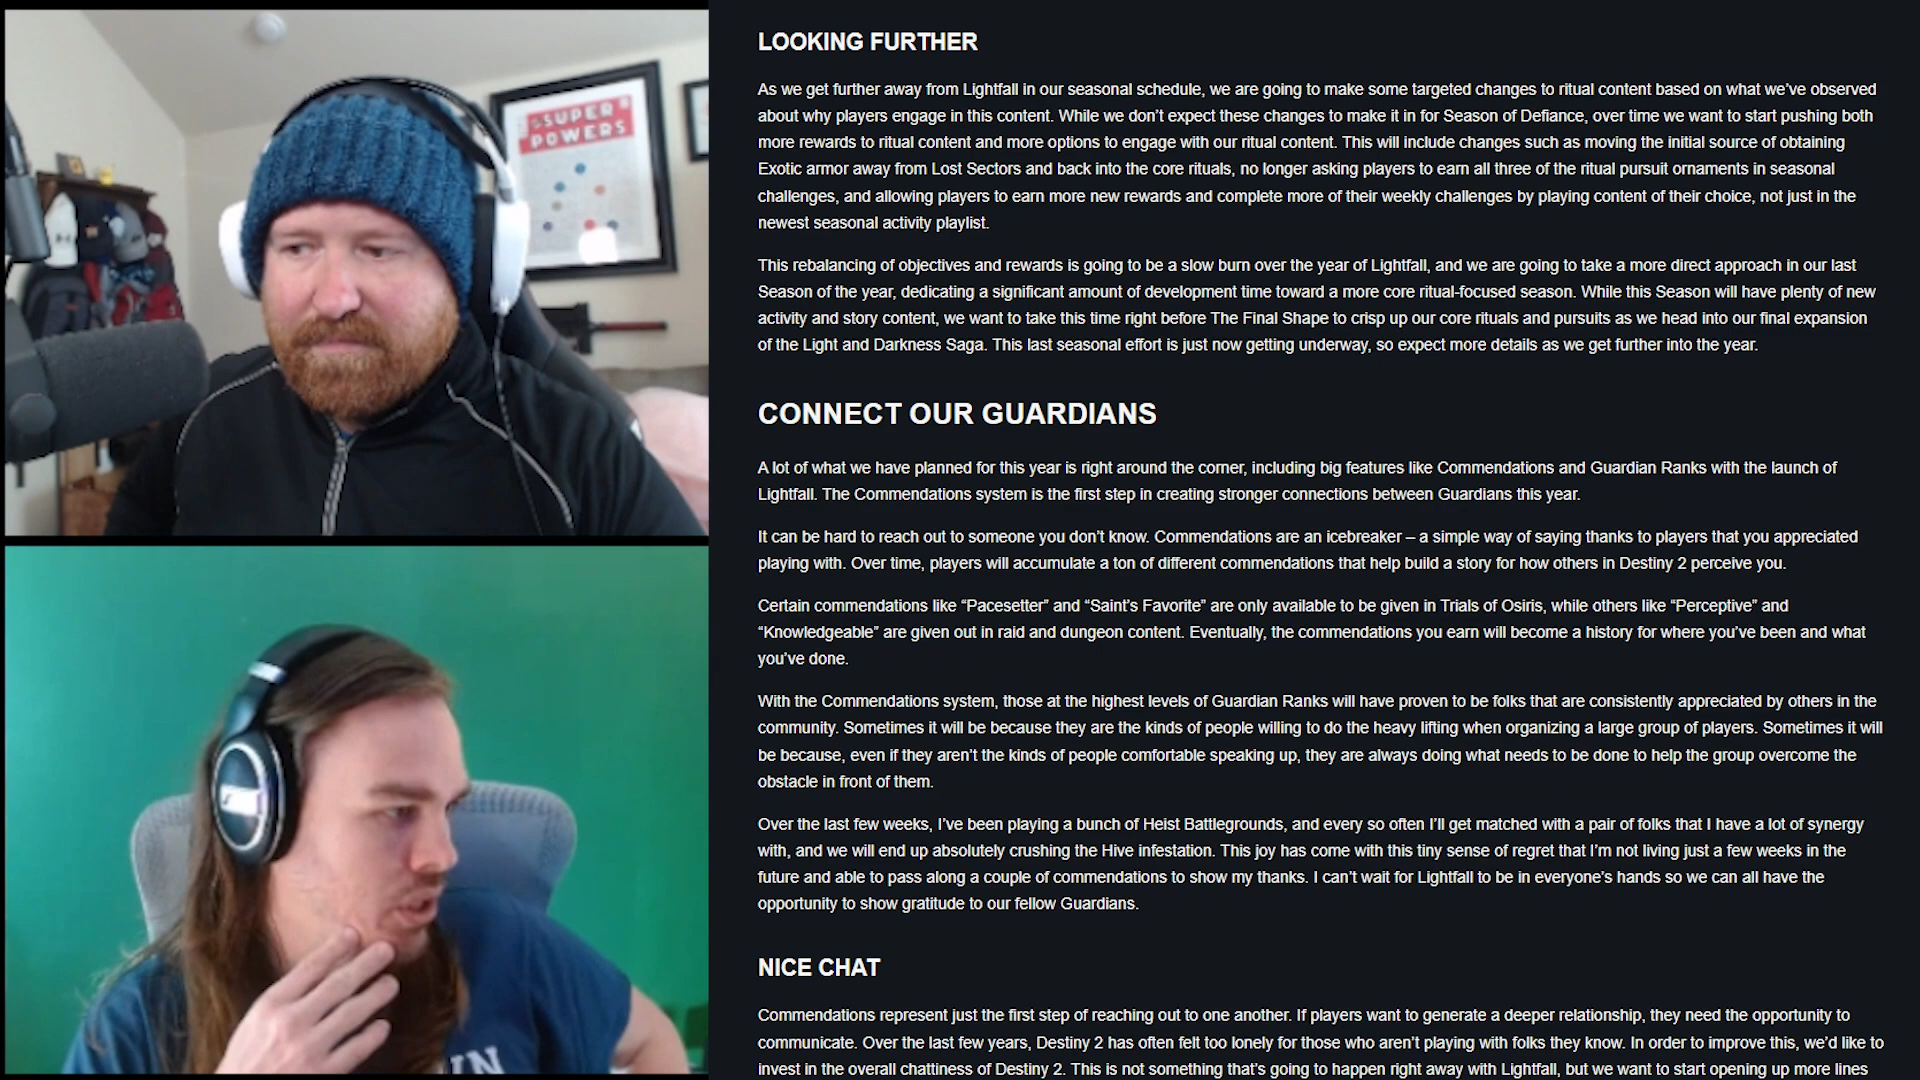 SUPER
POWERS
LOOKING FURTHER
As we get further away from Lightfall in our seasonal schedule, we are going to make some targeted changes to ritual content based on what we’ve observed
about why players engage in this content. While we don’t expect these changes to make it in for Season of Defiance, over time we want to start pushing both
more rewards to ritual content and more options to engage with our ritual content. This will include changes such as moving the initial source of obtaining
Exotic armor away from Lost Sectors and back into the core rituals, no longer asking players to earn all three of the ritual pursuit ornaments in seasonal
challenges, and allowing players to earn more new rewards and complete more of their weekly challenges by playing content of their choice, not just in the
newest seasonal activity playlist.
This rebalancing of objectives and rewards is going to be a slow burn over the year of Lightfall, and we are going to take a more direct approach in our last
Season of the year, dedicating a significant amount of development time toward a more core ritual-focused season. While this Season will have plenty of new
activity and story content, we want to take this time right before The Final Shape to crisp up our core rituals and pursuits as we head into our final expansion
of the Light and Darkness Saga. This last seasonal effort is just now getting underway, so expect more details as we get further into the year.
CONNECT OUR GUARDIANS
A lot of what we have planned for this year is right around the corner, including big features like Commendations and Guardian Ranks with the launch of
Lightfall. The Commendations system is the first step in creating stronger connections between Guardians this year.
It can be hard to reach out to someone you don’t know. Commendations are an icebreaker – a simple way of saying thanks to players that you appreciated
playing with. Over time, players will accumulate a ton of different commendations that help build a story for how others in Destiny 2 perceive you.
Certain commendations like “Pacesetter” and “Saint’s Favorite” are only available to be given in Trials of Osiris, while others like “Perceptive” and
“Knowledgeable” are given out in raid and dungeon content. Eventually, the commendations you earn will become a history for where you’ve been and what
you’ve done.
With the Commendations system, those at the highest levels of Guardian Ranks will have proven to be folks that are consistently appreciated by others in the
community. Sometimes it will be because they are the kinds of people willing to do the heavy lifting when organizing a large group of players. Sometimes it will
be because, even if they aren’t the kinds of people comfortable speaking up, they are always doing what needs to be done to help the group overcome the
obstacle in front of them.
Over the last few weeks, I’ve been playing a bunch of Heist Battlegrounds, and every so often I’ll get matched with a pair of folks that I have a lot of synergy
with, and we will end up absolutely crushing the Hive infestation. This joy has come with this tiny sense of regret that I’m not living just a few weeks in the
future and able to pass along a couple of commendations to show my thanks. I can’t wait for Lightfall to be in everyone’s hands so we can all have the
opportunity to show gratitude to our fellow Guardians.
NICE CHAT
Commendations represent just the first step of reaching out to one another. If players want to generate a deeper relationship, they need the opportunity to
communicate. Over the last few years, Destiny 2 has often felt too lonely for those who aren’t playing with folks they know. In order to improve this, we’d like to
invest in the overall chattiness of Destiny 2. This is not something that’s going to happen right away with Lightfall, but we want to start opening up more lines